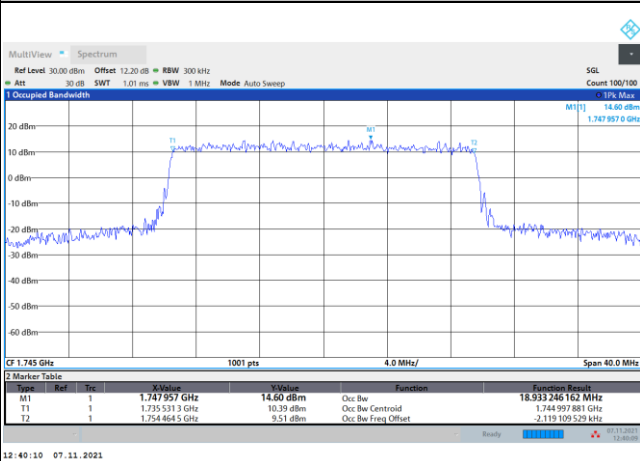 MultiView Spectrum
Ref Level 30.00 dBm Offset 12.20 dB RBW 300 kHz SGL
Att 30 dB SWT 1.01 ms VBW 1 MHz Mode Auto Sweep Count 100/100
1 Occupied Bandwidth 1Pk Max
M1[1] 14.60 dBm
1.747 957 0 GHz
20 dBm
M1
T1
T2
10 dBm
0 dBm
-10 dBm
-20 dBm
-30 dBm
-40 dBm
-50 dBm
-60 dBm
CF 1.745 GHz 1001 pts 4.0 MHz/ Span 40.0 MHz
2 Marker Table
Type Ref Trc X-Value Y-Value Function Function Result
M1 1 1.747 957 GHz 14.60 dBm Occ Bw 18.933 246 162 MHz
T1 1 1.735 531 3 GHz 10.39 dBm Occ Bw Centroid 1.744 997 881 GHz
T2 1 1.754 464 5 GHz 9.51 dBm Occ Bw Freq Offset -2.119 109 529 kHz
Ready 07.11.2021
12:40:09
12:40:10 07.11.2021